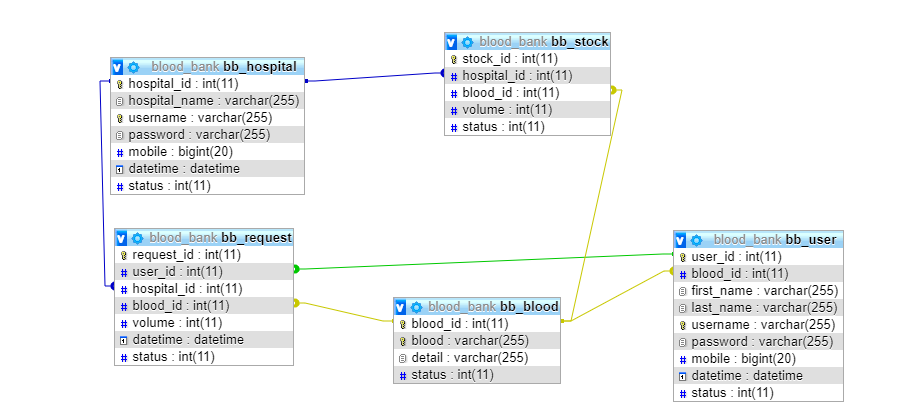 blood_bank bb_hospital
hospital_id : int(11)
hospital_name : varchar(255)
username : varchar(255)
password : varchar(255)
mobile : bigint(20)
datetime : datetime
status : int(11)
blood_bank bb_stock
stock_id : int(11)
hospital_id : int(11)
blood_id : int(11)
volume : int(11)
status : int(11)
blood_bank bb_request
request_id : int(11)
user_id : int(11)
hospital_id : int(11)
blood_id : int(11)
volume : int(11)
datetime : datetime
status : int(11)
blood_bank bb_blood
blood_id : int(11)
blood : varchar(255)
detail : varchar(255)
status : int(11)
blood_bank bb_user
user_id : int(11)
blood_id : int(11)
first_name : varchar(255)
last_name : varchar(255)
username : varchar(255)
password : varchar(255)
mobile : bigint(20)
datetime : datetime
status : int(11)